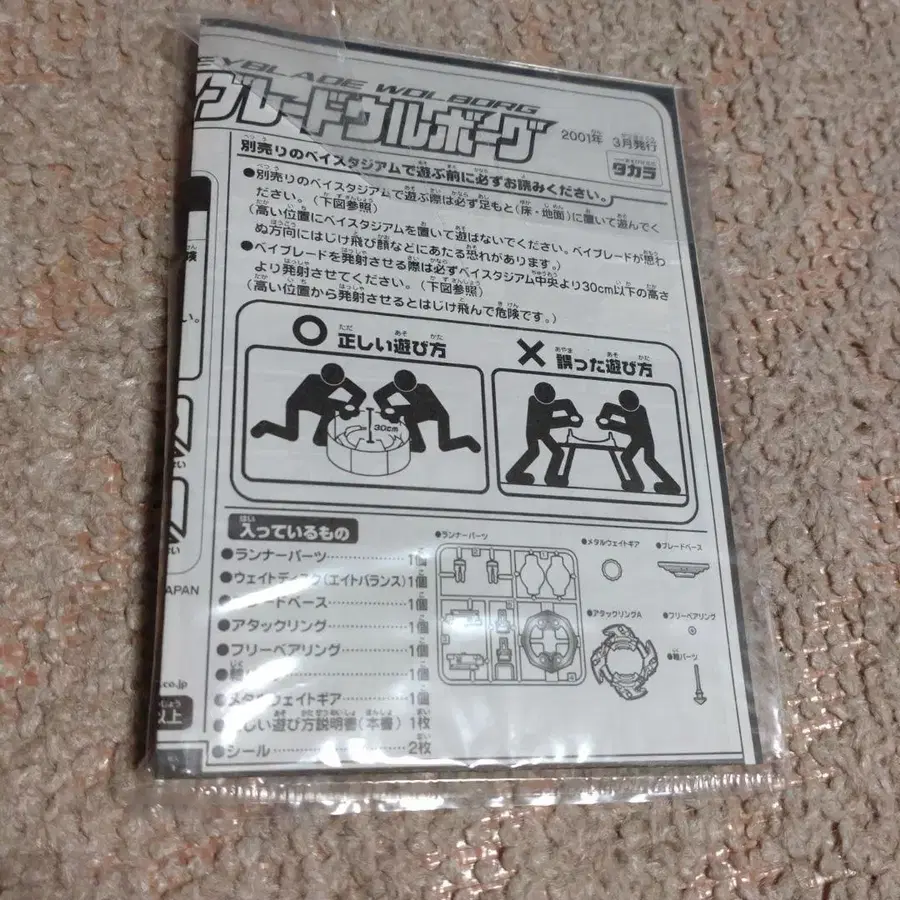 EYBLADE WOLBORG
ブレードウルボーグ
2001年 3月発行
タカラ
別売りのベイスタジアムで遊ぶ前に必ずお読みください。
●別売りのベイスタジアムで遊ぶ際は必ず足もと(床・地面)に置いて遊んでく
ださい。(下図参照)
(高い位置にベイスタジアムを置いて遊ばないでください。ベイブレードが思わ
ぬ方向にはじけ飛び顔などにあたる恐れがあります。)
●ベイブレードを発射させる際は必ずベイスタジアム中央より30cm以下の高さ
より発射させてください。(下図参照)
(高い位置から発射させるとはじけ飛んで危険です。)
正しい遊び方
誤った遊び方
30cm
入っているもの
●ランナーパーツ 1個
●ウェイトディスク(エイトバランス) 1個
ードベース 1個
●アタックリング 1個
●フリーベアリング 1個
1個
●メタルウェイトギア 1個
しい遊び方説明書(本書) 1枚
●シール 2枚
●ランナーパーツ
●メタルウェイトギア
●ブレードベース
●アタックリングA
●フリーベアリング
●軸パーツ
APAN
.co.jp
以上